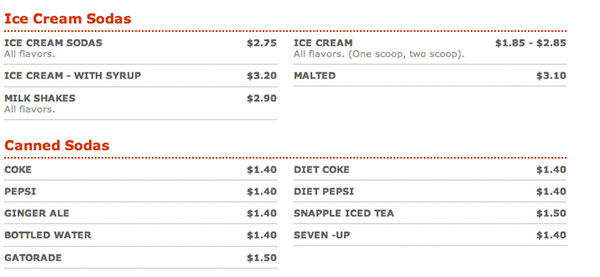 Ice Cream Sodas
ICE CREAM SODAS $2.75
All flavors.
ICE CREAM - WITH SYRUP $3.20
MILK SHAKES $2.90
All flavors.
ICE CREAM $1.85 - $2.85
All flavors. (One scoop, two scoop).
MALTED $3.10
Canned Sodas
COKE $1.40
PEPSI $1.40
GINGER ALE $1.40
BOTTLED WATER $1.40
GATORADE $1.50
DIET COKE $1.40
DIET PEPSI $1.40
SNAPPLE ICED TEA $1.50
SEVEN -UP $1.40